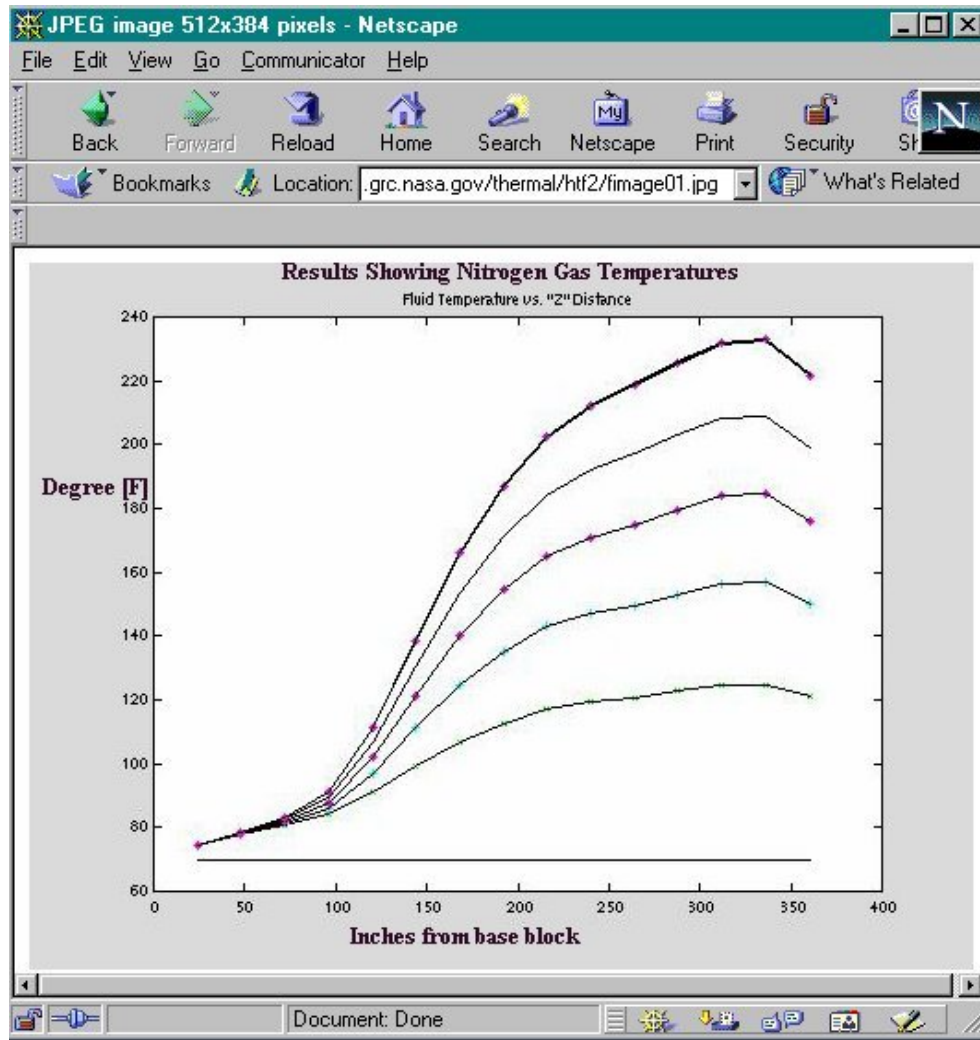 JPEG image 512x384 pixels - Netscape
File Edit View Go Communicator Help
Back Forward Reload Home Search Netscape Print Security Sh
My
N
Bookmarks Location: .grc.nasa.gov/thermal/htf2/fimage01.jpg What's Related
Results Showing Nitrogen Gas Temperatures
Fluid Temperature vs. "Z" Distance
240
220
200
Degree [F]
180
160
140
120
100
80
60
0 50 100 150 200 250 300 350 400
Inches from base block
Document: Done